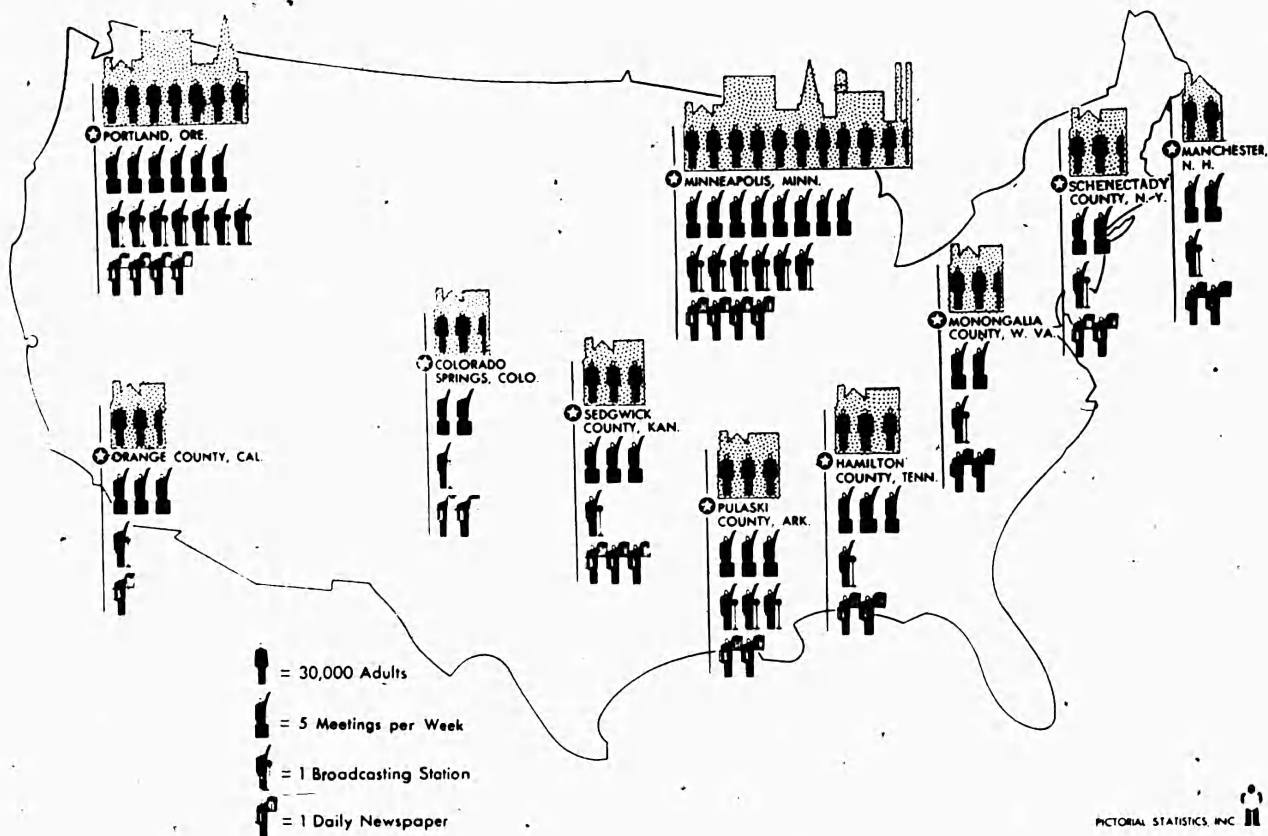 PORTLAND, ORE.
MINNEAPOLIS, MINN.
SCHENECTADY
COUNTY, N.-Y.
MANCHESTER,
N. H.
MONONGALIA
COUNTY, W. VA.
COLORADO
SPRINGS, COLO.
SEDGWICK
COUNTY, KAN.
ORANGE COUNTY, CAL.
PULASKI
COUNTY, ARK.
HAMILTON
COUNTY, TENN.
= 30,000 Adults
= 5 Meetings per Week
= 1 Broadcasting Station
= 1 Daily Newspaper
PICTORIAL STATISTICS, INC